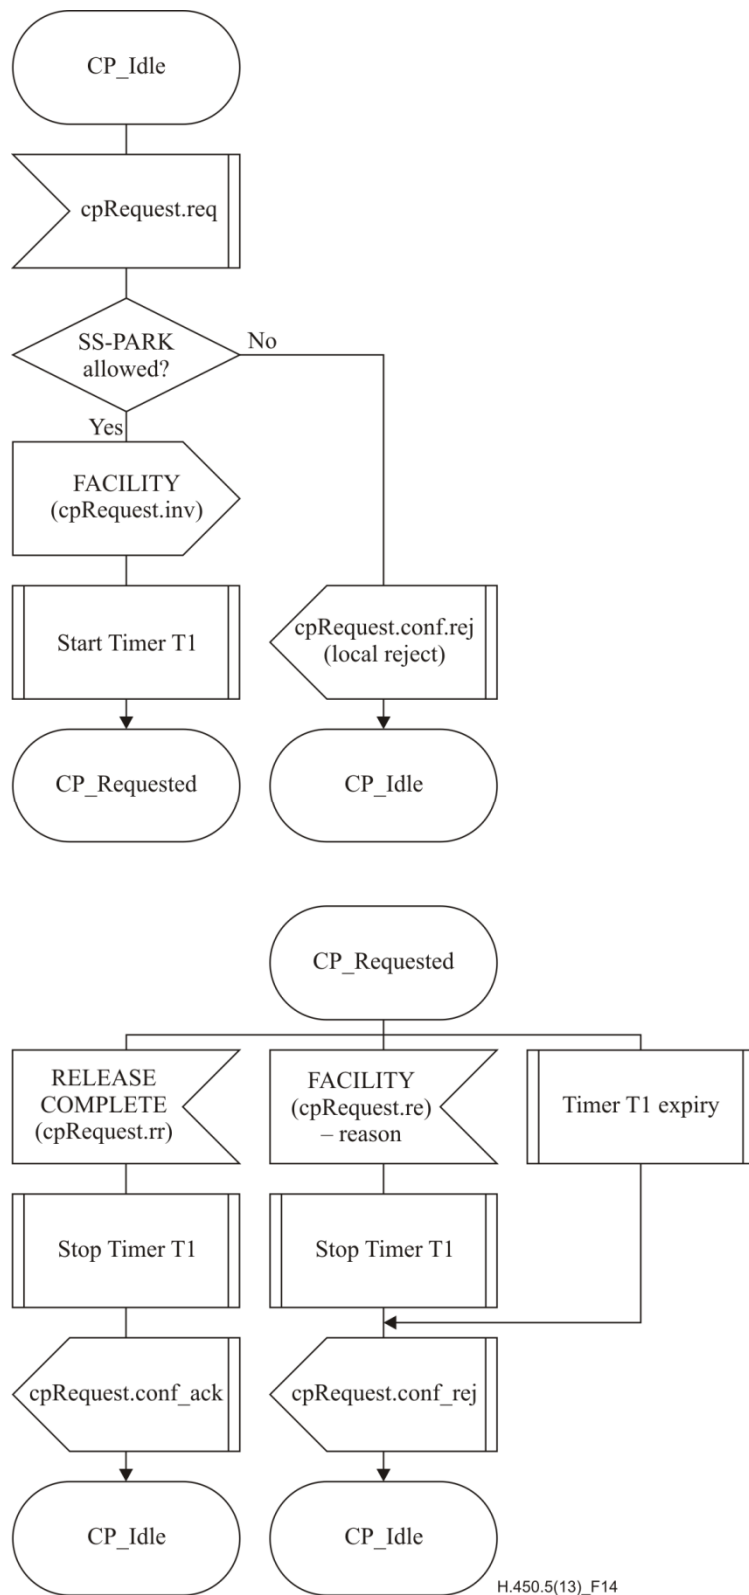 CP_Idle
cpRequest.req
SS-PARK
allowed?
No
Yes
FACILITY
(cpRequest.inv)
Start Timer T1
cpRequest.conf.rej
(local reject)
CP_Requested
CP_Idle
CP_Requested
RELEASE
COMPLETE
(cpRequest.rr)
FACILITY
(cpRequest.re)
– reason
Timer T1 expiry
Stop Timer T1
Stop Timer T1
cpRequest.conf_ack
cpRequest.conf_rej
CP_Idle
CP_Idle
H.450.5(13)_F14